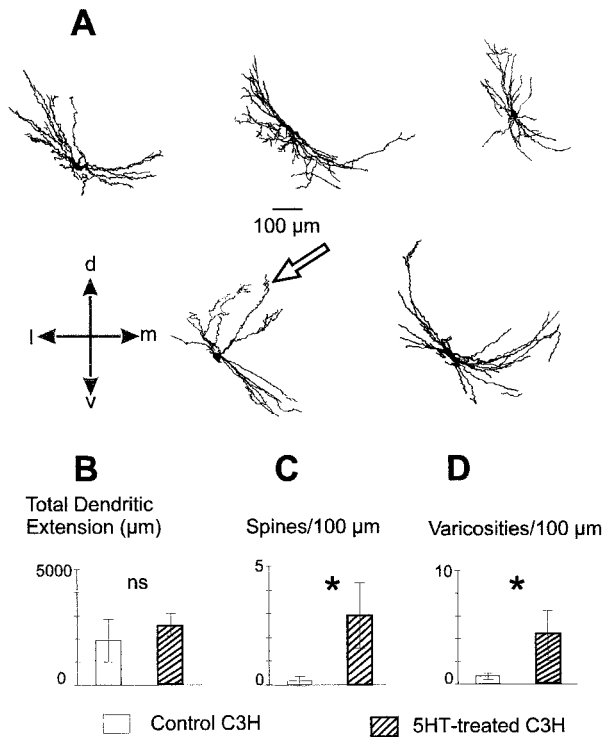 A
100 µm
d
l
m
v
B
C
D
Total Dendritic
Extension (µm)
Spines/100 µm
Varicosities/100 µm
5000
ns
0
5
*
0
10
*
0
Control C3H
5HT-treated C3H